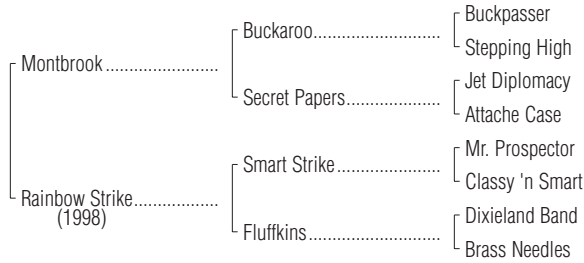 Buckpasser
Buckaroo....................................
Stepping High
Montbrook ..........................
Jet Diplomacy
Secret Papers..........................
Attache Case
Mr. Prospector
Smart Strike .............................
Classy 'n Smart
Rainbow Strike....................
(1998)
Dixieland Band
Fluffkins....................................
Brass Needles